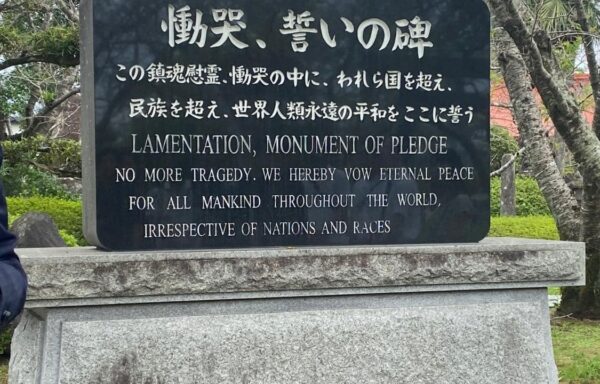 慟哭、誓いの碑
この鎮魂慰霊、慟哭の中に、われら国を超え、
民族を超え、世界人類永遠の平和をここに誓う
LAMENTATION, MONUMENT OF PLEDGE
NO MORE TRAGEDY. WE HEREBY VOW ETERNAL PEACE
FOR ALL MANKIND THROUGHOUT THE WORLD,
IRRESPECTIVE OF NATIONS AND RACES